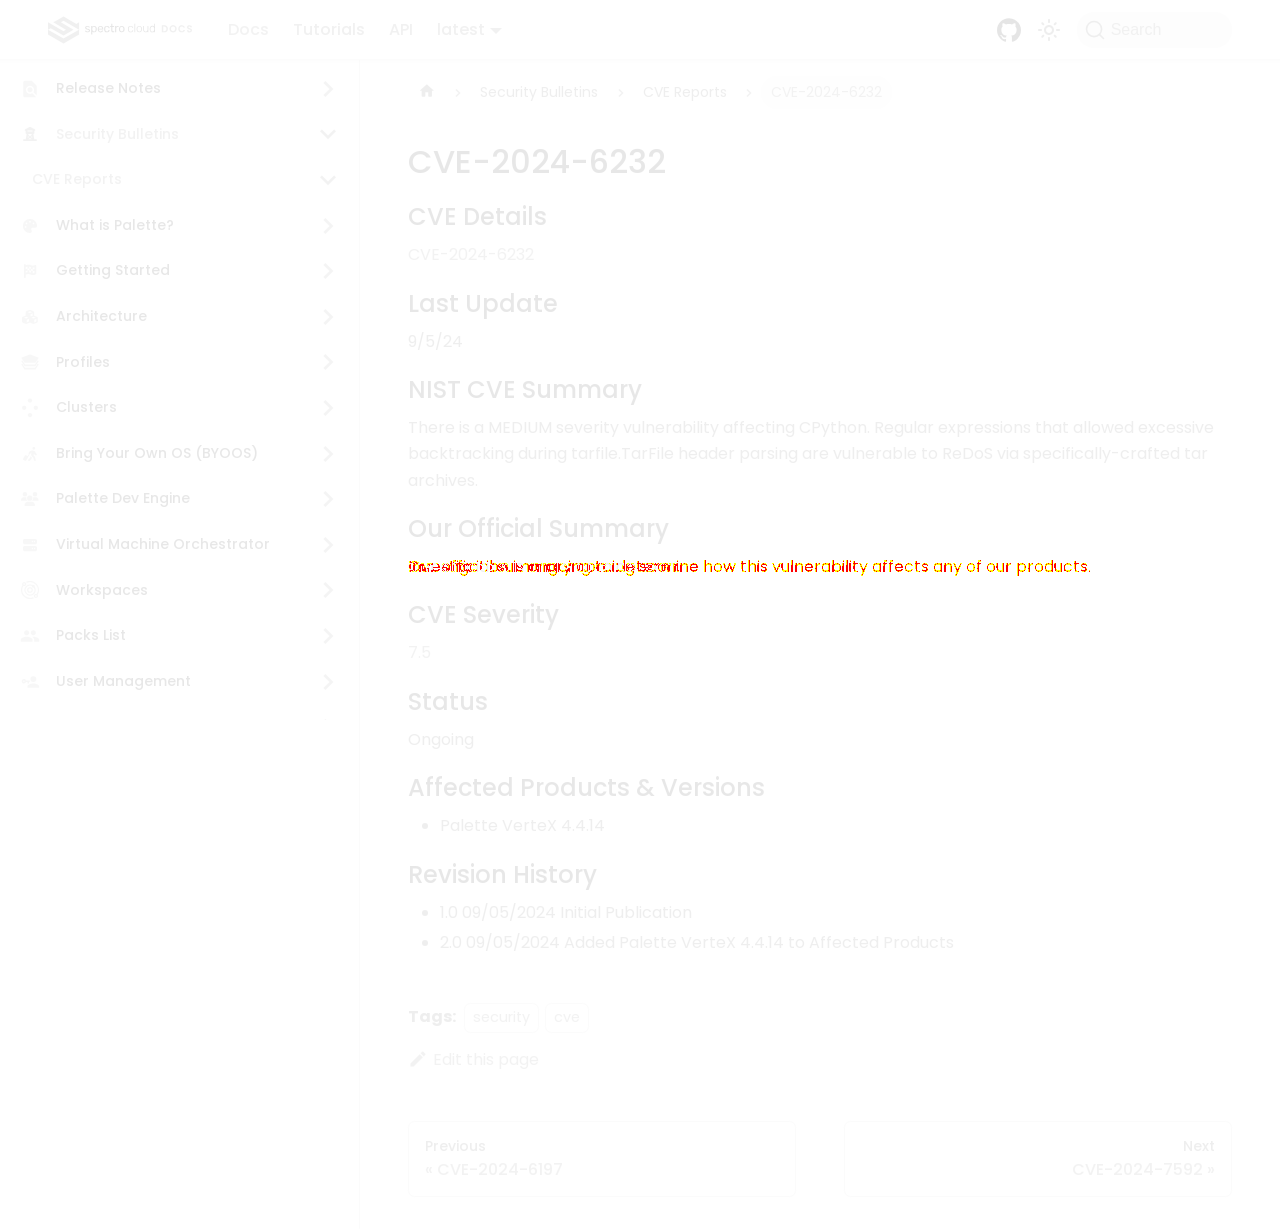 spectro cloud DOCS
Docs
Tutorials
API
latest
Search
Release Notes
Security Bulletins
CVE Reports
What is Palette?
Getting Started
Architecture
Profiles
Clusters
Bring Your Own OS (BYOOS)
Palette Dev Engine
Virtual Machine Orchestrator
Workspaces
Packs List
User Management
Security Bulletins
CVE Reports
CVE-2024-6232
CVE-2024-6232
CVE Details
CVE-2024-6232
Last Update
9/5/24
NIST CVE Summary
There is a MEDIUM severity vulnerability affecting CPython. Regular expressions that allowed excessive
backtracking during tarfile.TarFile header parsing are vulnerable to ReDoS via specifically-crafted tar
archives.
Our Official Summary
how this vulnerability affects any of our products.
CVE Severity
7.5
Status
Ongoing
Affected Products & Versions
Palette VerteX 4.4.14
Revision History
1.0 09/05/2024 Initial Publication
2.0 09/05/2024 Added Palette VerteX 4.4.14 to Affected Products
Tags: security cve
Edit this page
Previous
« CVE-2024-6197
Next
CVE-2024-7592 »